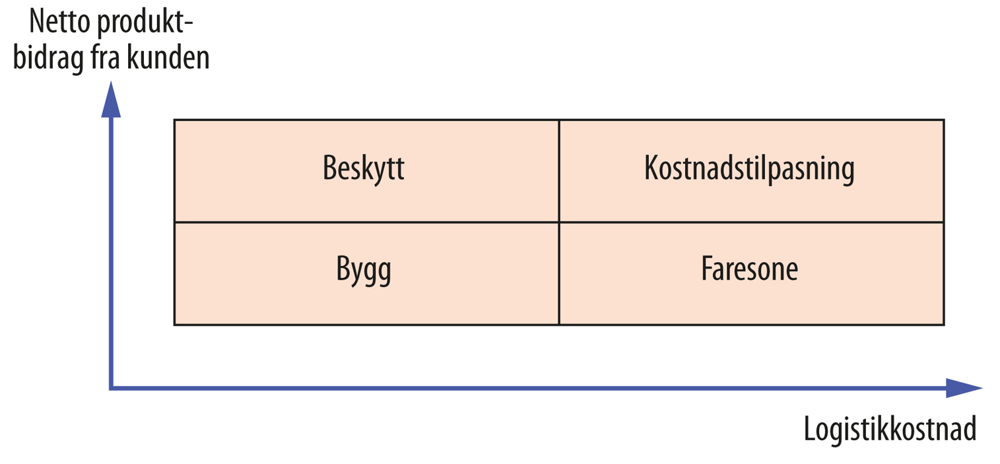 Netto produkt-
bidrag fra kunden
Beskytt
Kostnadstilpasning
Bygg
Faresone
Logistikkostnad